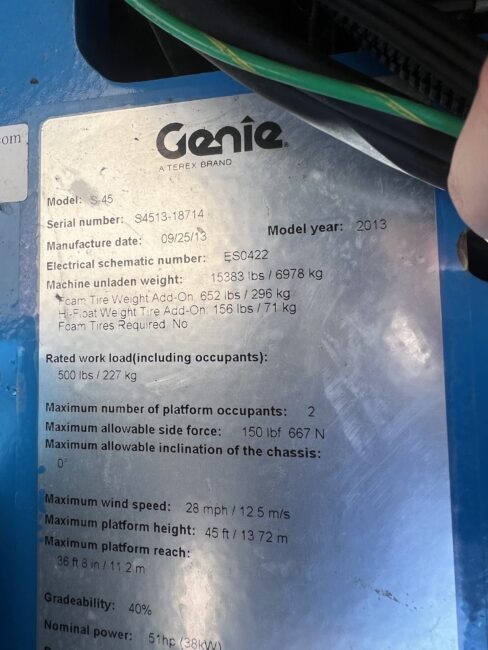 om
Genie
A TEREX BRAND
Model: S-45
Serial number: S4513-18714
Model year: 2013
Manufacture date: 09/25/13
Electrical schematic number: ES0422
Machine unladen weight: 15383 lbs / 6978 kg
Foam Tire Weight Add-On: 652 lbs / 296 kg
Hi-Float Weight Tire Add-On: 156 lbs / 71 kg
Foam Tires Required: No
Rated work load(including occupants):
500 lbs / 227 kg
Maximum number of platform occupants: 2
Maximum allowable side force: 150 lbf 667 N
Maximum allowable inclination of the chassis:
0°
Maximum wind speed: 28 mph / 12.5 m/s
Maximum platform height: 45 ft / 13.72 m
Maximum platform reach:
36 ft 8 in / 11.2 m
Gradeability: 40%
Nominal power: 51hp (38kW)